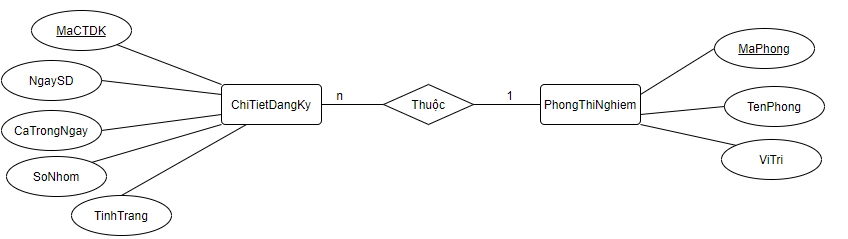 MaCTDK
NgaySD
CaTrongNgay
SoNhom
TinhTrang
ChiTietDangKy
n
Thuộc
1
PhongThiNghiem
MaPhong
TenPhong
ViTri